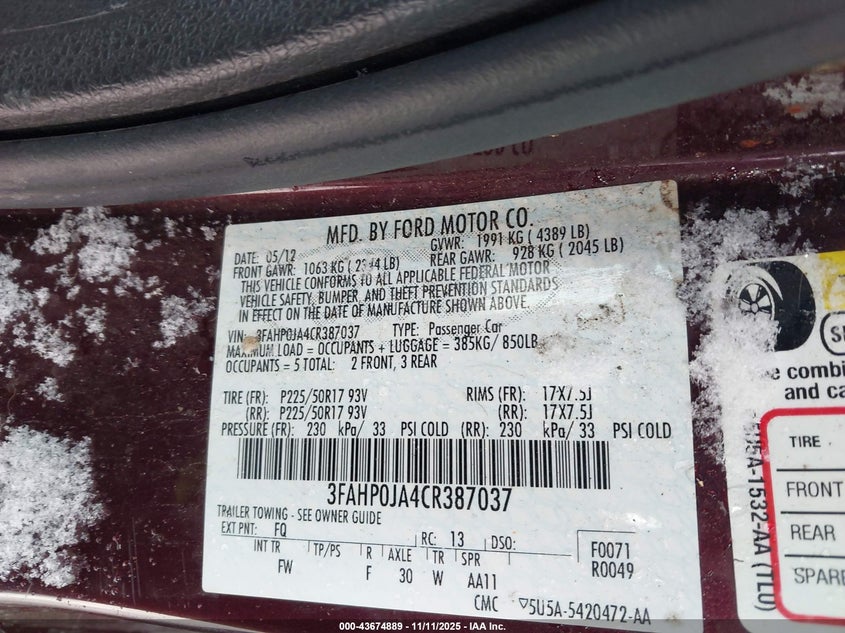 MFD. BY FORD MOTOR CO.
DATE: 05/12 GVWR: 1991 KG ( 4389 LB)
FRONT GAWR: 1063 KG ( LB) REAR GAWR: 928 KG ( 2045 LB)
THIS VEHICLE CONFORMS TO ALL APPLICABLE FEDERAL MOTOR
VEHICLE SAFETY, BUMPER, AND THEFT PREVENTION STANDARDS
IN EFFECT ON THE DATE OF MANUFACTURE SHOWN ABOVE.
VIN: 3FAHP0JA4CR387037 TYPE: Passenger Car
MAXIMUM LOAD = OCCUPANTS + LUGGAGE = 385KG/ 850LB
OCCUPANTS = 5 TOTAL: 2 FRONT, 3 REAR
TIRE (FR): P225/50R17 93V RIMS (FR): 17X7.5J
(RR): P225/50R17 93V (RR): 17X7.5J
PRESSURE (FR): 230 kPa/ 33 PSI COLD (RR): 230 kPa/ 33 PSI COLD
3FAHP0JA4CR387037
TRAILER TOWING - SEE OWNER GUIDE
EXT PNT: FQ RC: 13 DSO: F0071
R0049
INT TR TP/PS R AXLE TR SPR
FW F 30 W AA11
CMC ▽5U5A-5420472-AA
combi
and ca
TIRE
FRONT
REAR
SPARE
5U5A-1532-AA (TLO)
000-43674889 - 11/11/2025 - IAA Inc.